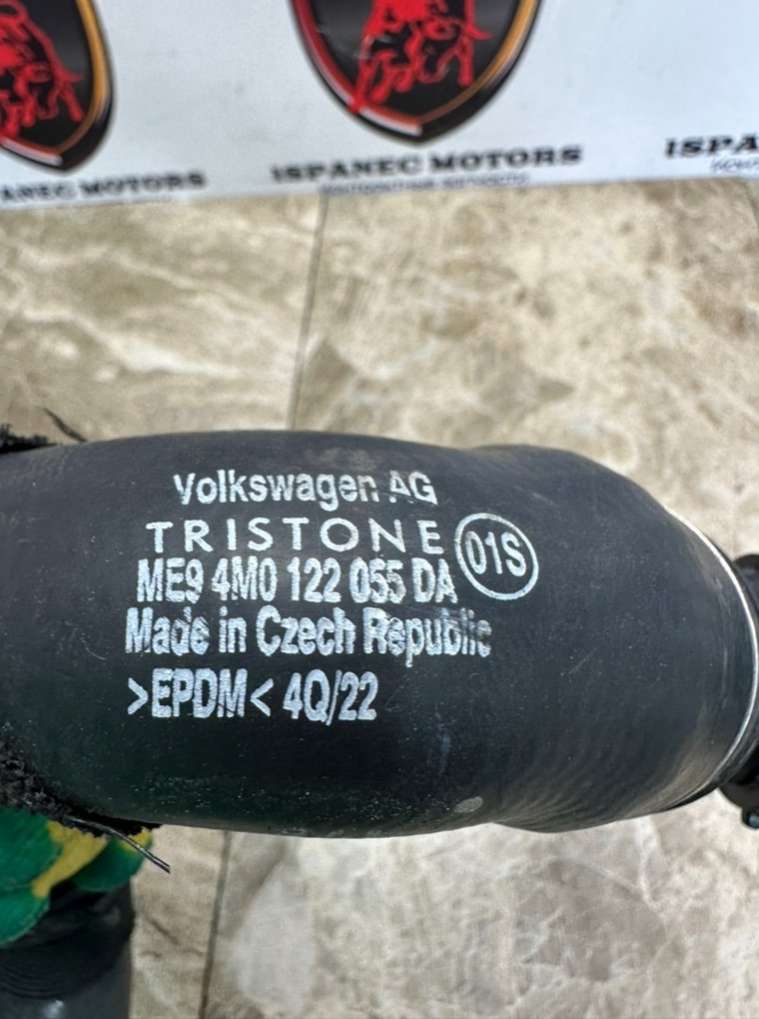 ISPANEC MOTORS
SPANEC MOTORS
ISPA
Volkswagen AG
TRISTONE
01S
ME9 4M0 122 055 DA
Made in Czech Republic
>EPDM< 4Q/22